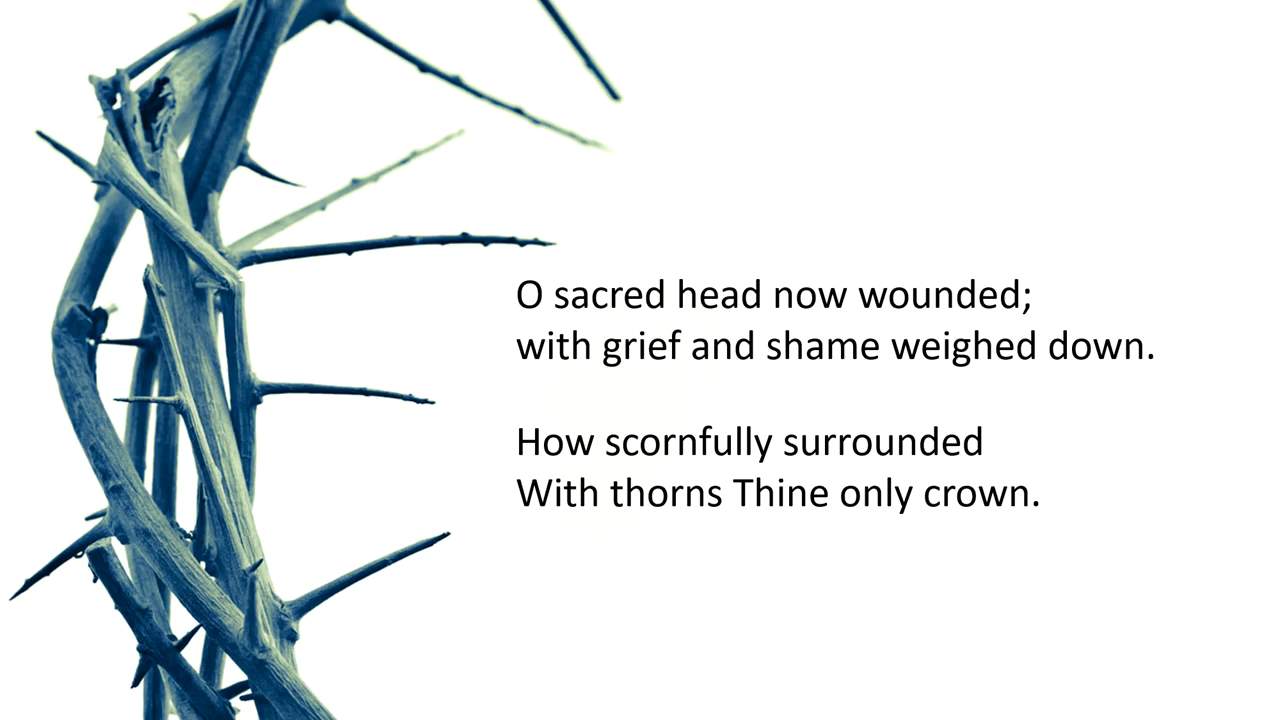 O sacred head now wounded;
with grief and shame weighed down.
How scornfully surrounded
With thorns Thine only crown.